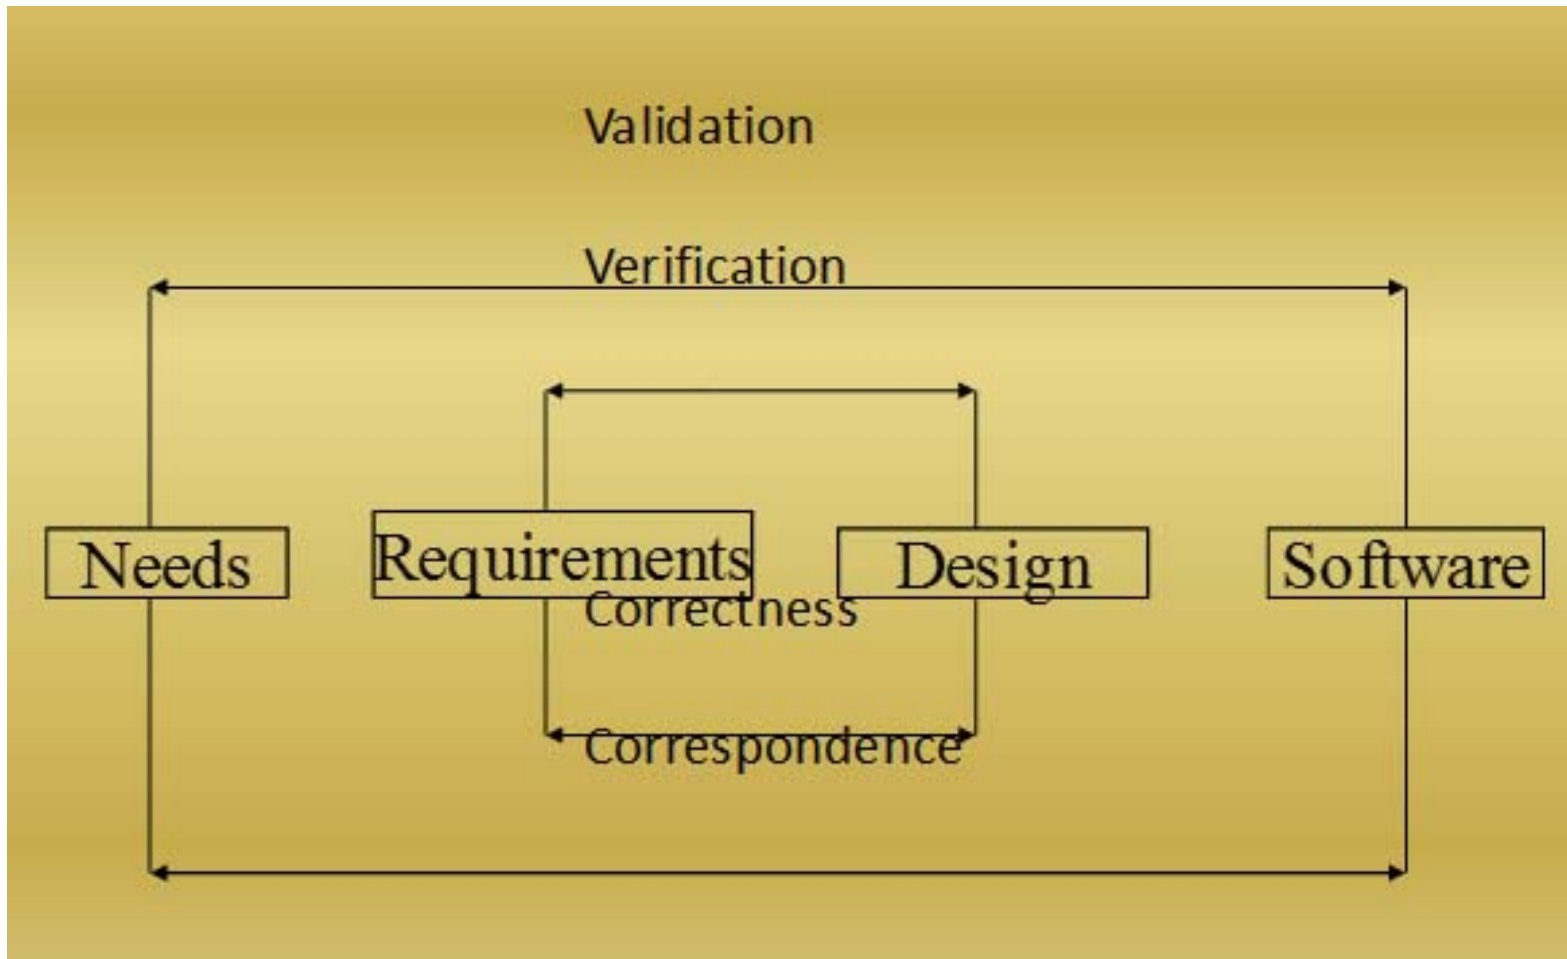 Validation
Verification
Needs
Requirements
Design
Software
Correctness
Correspondence